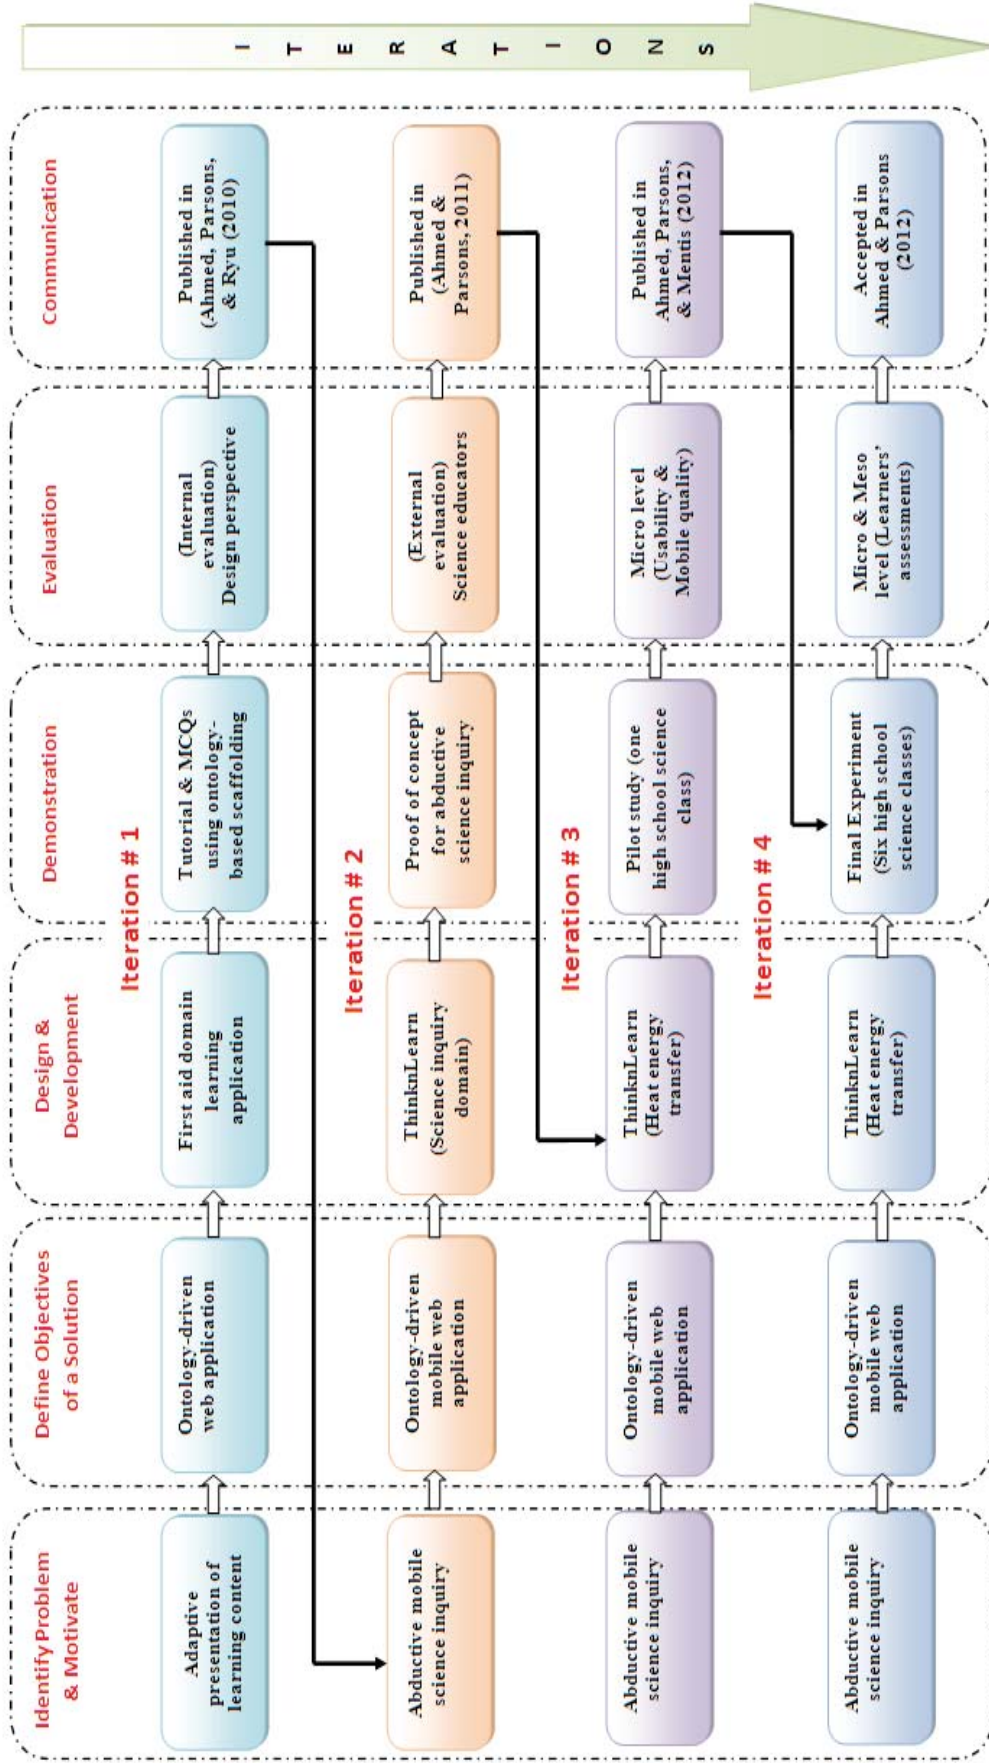 Identify Problem
& Motivate
Define Objectives
of a Solution
Design &
Development
Demonstration
Evaluation
Communication
Iteration # 1
Adaptive
presentation of
learning content
Ontology-driven
web application
First aid domain
learning
application
Tutorial & MCQs
using ontology-
based scaffolding
(Internal
evaluation)
Design perspective
Published in
(Ahmed, Parsons,
& Ryu (2010)
Iteration # 2
Abductive mobile
science inquiry
Ontology-driven
mobile web
application
ThinknLearn
(Science inquiry
domain)
Proof of concept
for abductive
science inquiry
(External
evaluation)
Science educators
Published in
(Ahmed &
Parsons, 2011)
Iteration # 3
Abductive mobile
science inquiry
Ontology-driven
mobile web
application
ThinknLearn
(Heat energy
transfer)
Pilot study (one
high school science
class)
Micro level
(Usability &
Mobile quality)
Published in
Ahmed, Parsons,
& Mentis (2012)
Iteration # 4
Abductive mobile
science inquiry
Ontology-driven
mobile web
application
ThinknLearn
(Heat energy
transfer)
Final Experiment
(Six high school
science classes)
Micro & Meso
level (Learners’
assessments)
Accepted in
Ahmed & Parsons
(2012)
I
T
E
R
A
T
I
O
N
S